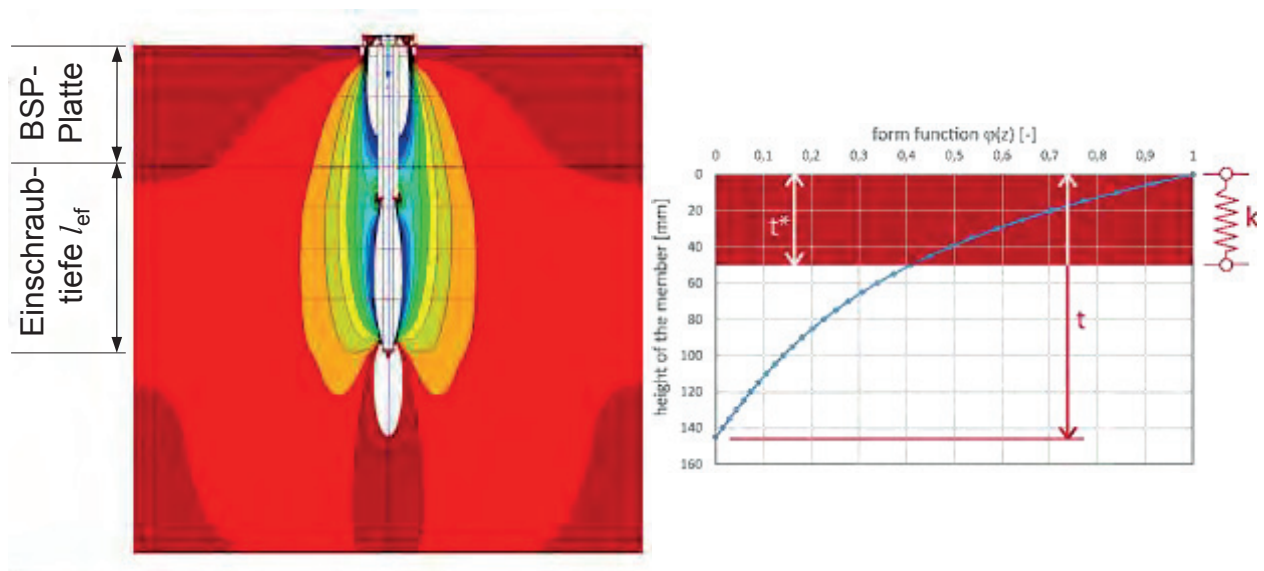 BSP-
Platte
Einschraub-
tiefe lef
form function φ(z) [-]
0 0,1 0,2 0,3 0,4 0,5 0,6 0,7 0,8 0,9 1
height of the member [mm]
0
20
40
60
80
100
120
140
160
t*
t
k